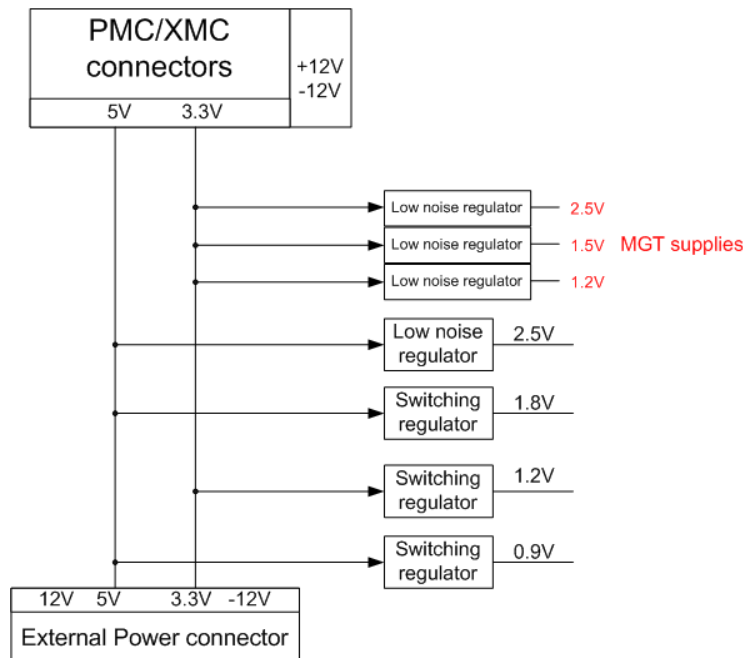 PMC/XMC
connectors
+12V
-12V
5V 3.3V
Low noise regulator 2.5V
Low noise regulator 1.5V MGT supplies
Low noise regulator 1.2V
Low noise
regulator
2.5V
Switching
regulator
1.8V
Switching
regulator
1.2V
Switching
regulator
0.9V
12V 5V 3.3V -12V
External Power connector